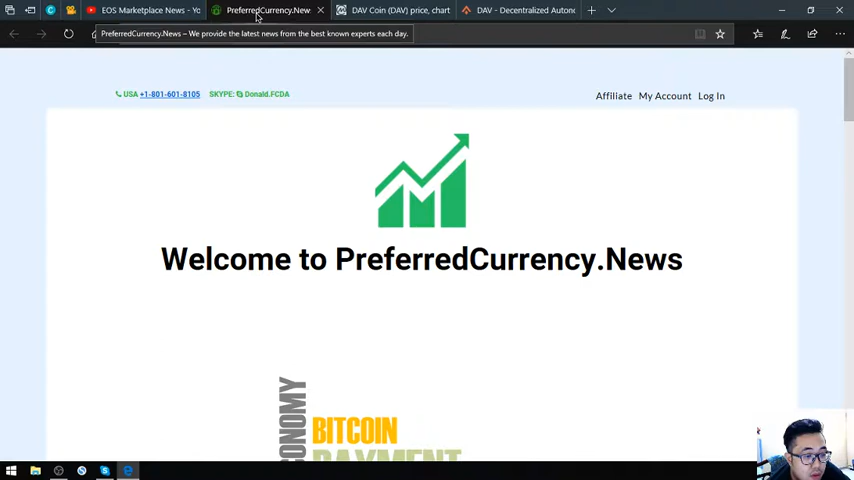 EOS Marketplace News - Yo
PreferredCurrency.New
DAV Coin (DAV) price, chart
DAV - Decentralized Autono
PreferredCurrency.News – We provide the latest news from the best known experts each day.
USA +1-801-601-8105 SKYPE: Donald.FCDA
Affiliate My Account Log In
Welcome to PreferredCurrency.News
ONOMY
BITCOIN
PAYMENT